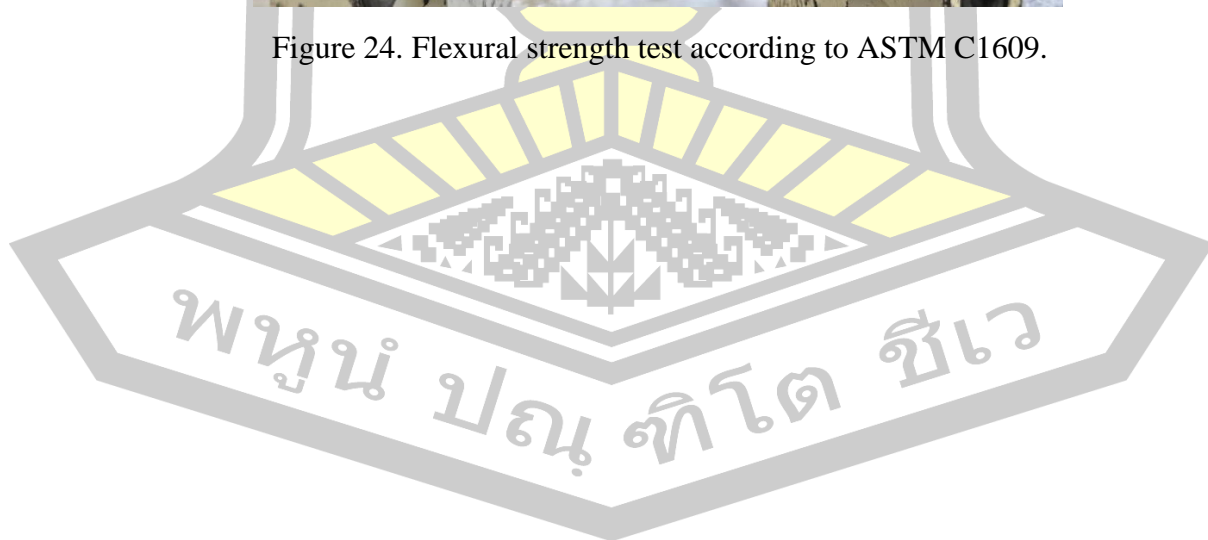 Figure 24. Flexural strength test according to ASTM C1609.
พหูนํ ปณฺ ฑิโต ชีเว